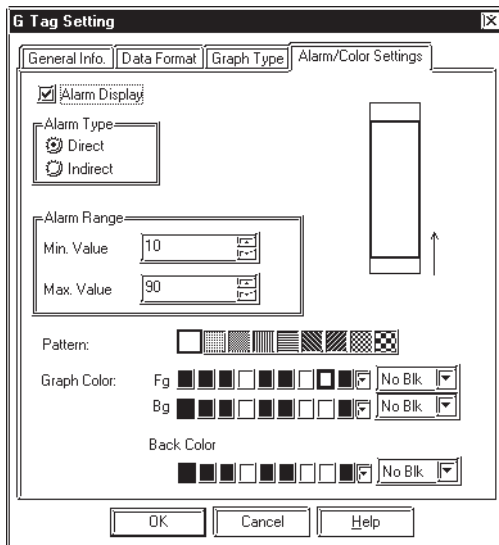 G Tag Setting
General Info. Data Format Graph Type Alarm/Color Settings
Alarm Display
Alarm Type
Direct
Indirect
Alarm Range
Min. Value 10
Max. Value 90
Pattern:
Graph Color: Fg No Blk
Bg No Blk
Back Color
No Blk
OK Cancel Help